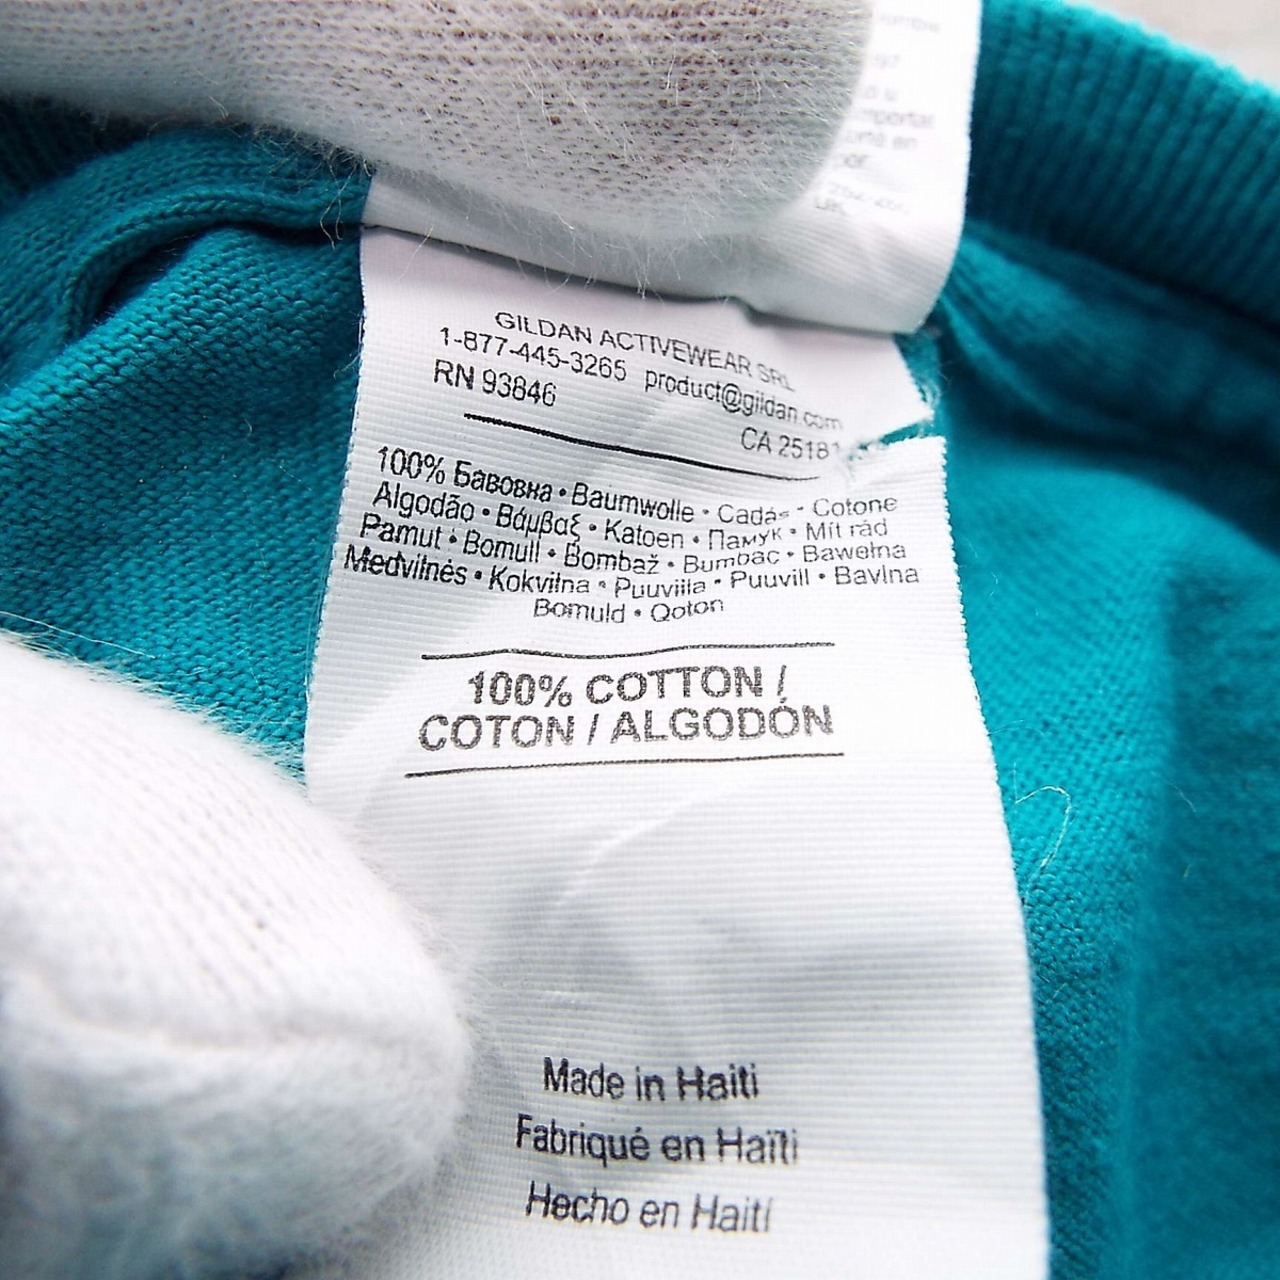 GILDAN ACTIVEWEAR SRL
1-877-445-3265 product@gildan.com
RN 93846 CA 25181
100% Бавовна • Baumwolle • Cadás • Cotone
Algodão • Βάμβαξ • Katoen • Памук • Mít rád
Pamut • Bomull • Bombaž • Bumbac • Bawełna
Medvilnės • Kokvilna • Puuvilla • Puuvill • Bavlna
Bomuld • Qoton
100% COTTON /
COTON / ALGODÓN
Made in Haiti
Fabriqué en Haïti
Hecho en Haití